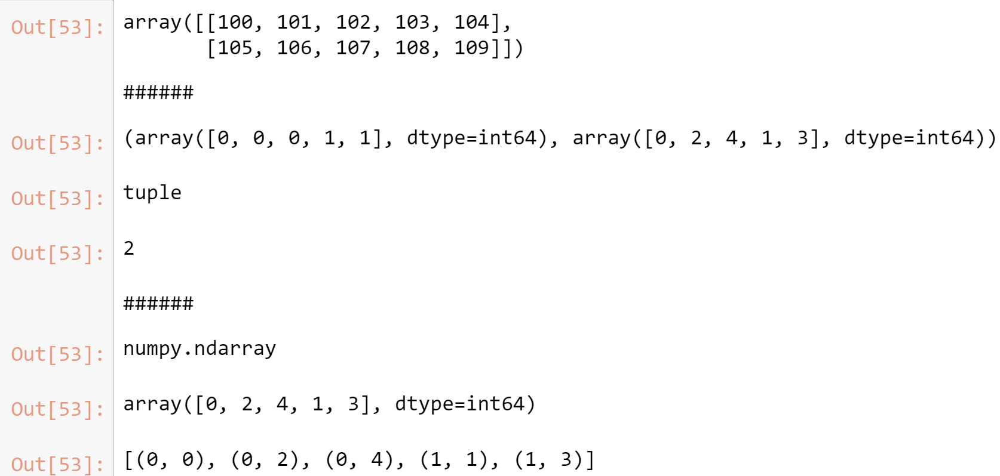 Out[53]: array([[100, 101, 102, 103, 104],
[105, 106, 107, 108, 109]])
######
Out[53]: (array([0, 0, 0, 1, 1], dtype=int64), array([0, 2, 4, 1, 3], dtype=int64))
Out[53]: tuple
Out[53]: 2
######
Out[53]: numpy.ndarray
Out[53]: array([0, 2, 4, 1, 3], dtype=int64)
Out[53]: [(0, 0), (0, 2), (0, 4), (1, 1), (1, 3)]